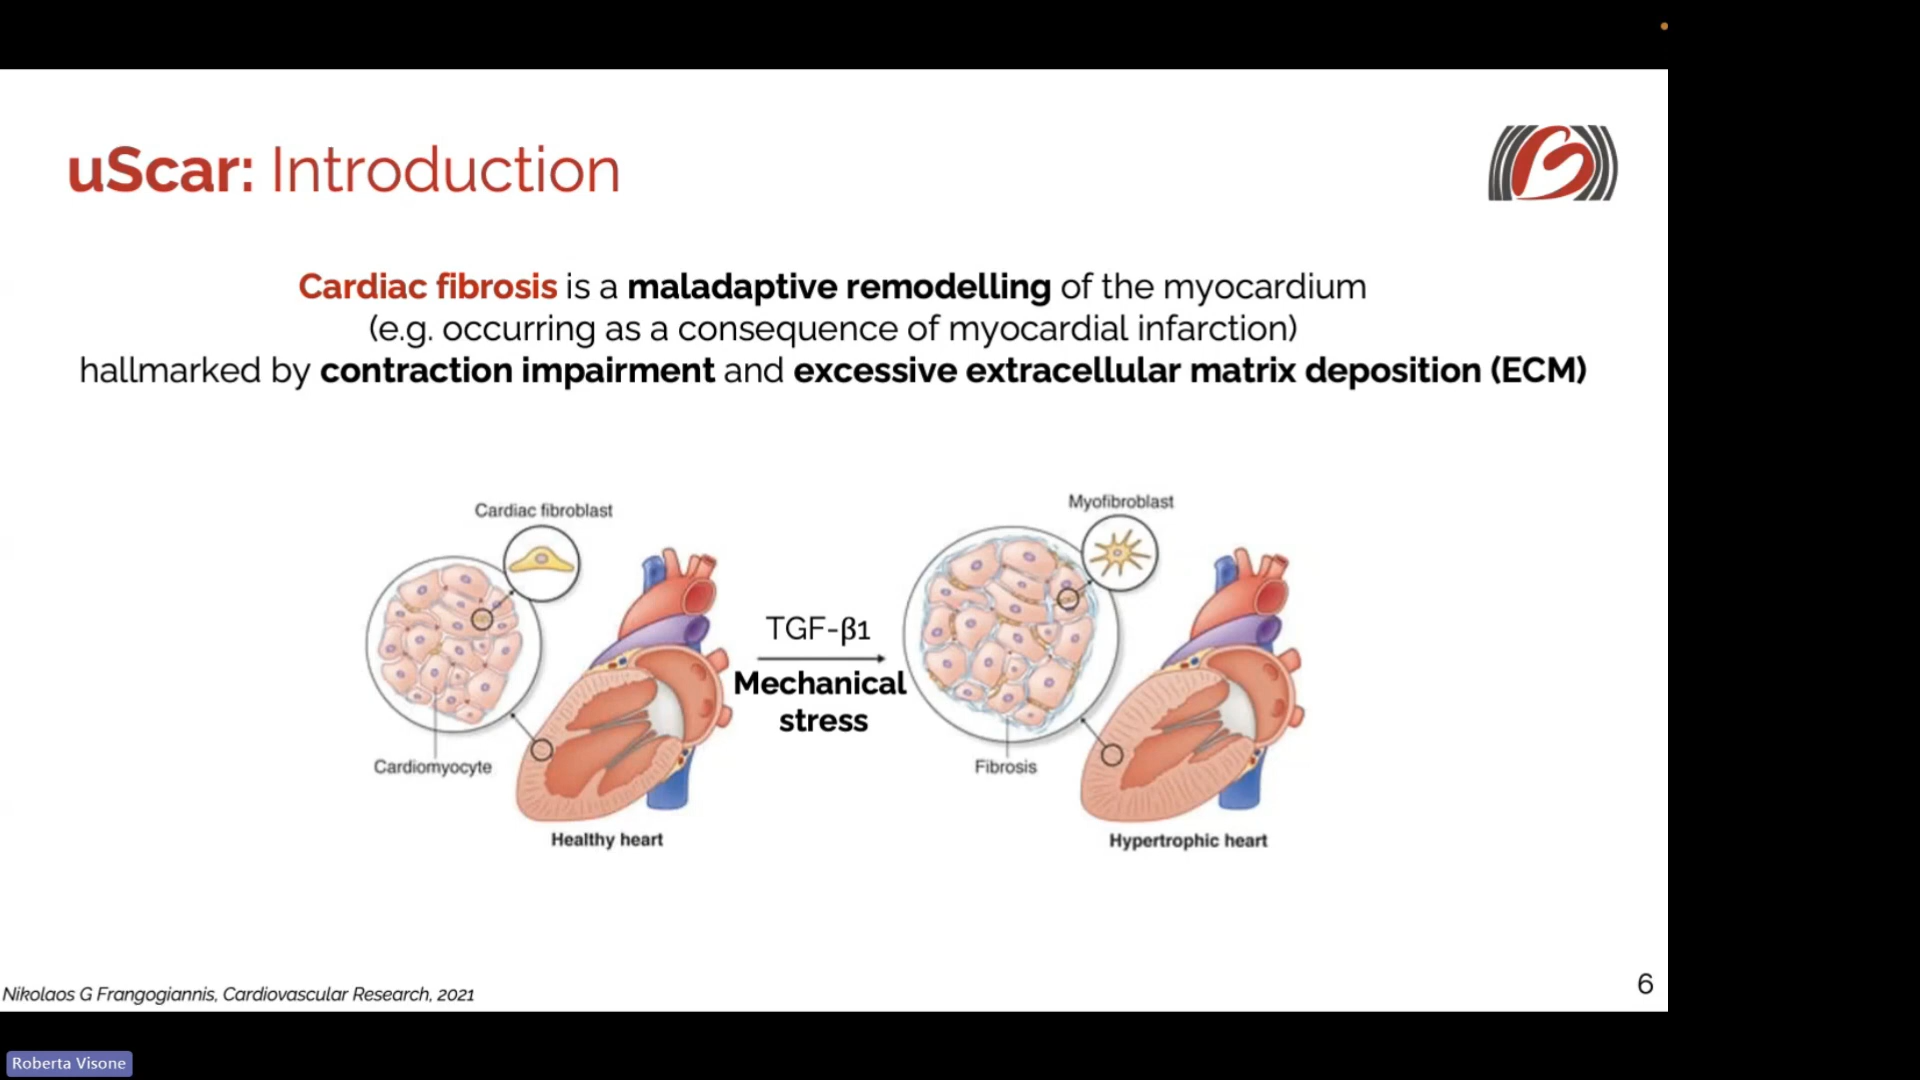 uScar: Introduction
Cardiac fibrosis is a maladaptive remodelling of the myocardium
(e.g. occurring as a consequence of myocardial infarction)
hallmarked by contraction impairment and excessive extracellular matrix deposition (ECM)
Cardiac fibroblast
Myofibroblast
TGF-β1
Mechanical
stress
Cardiomyocyte
Fibrosis
Healthy heart
Hypertrophic heart
Nikolaos G Frangogiannis, Cardiovascular Research, 2021
6
Roberta Visone